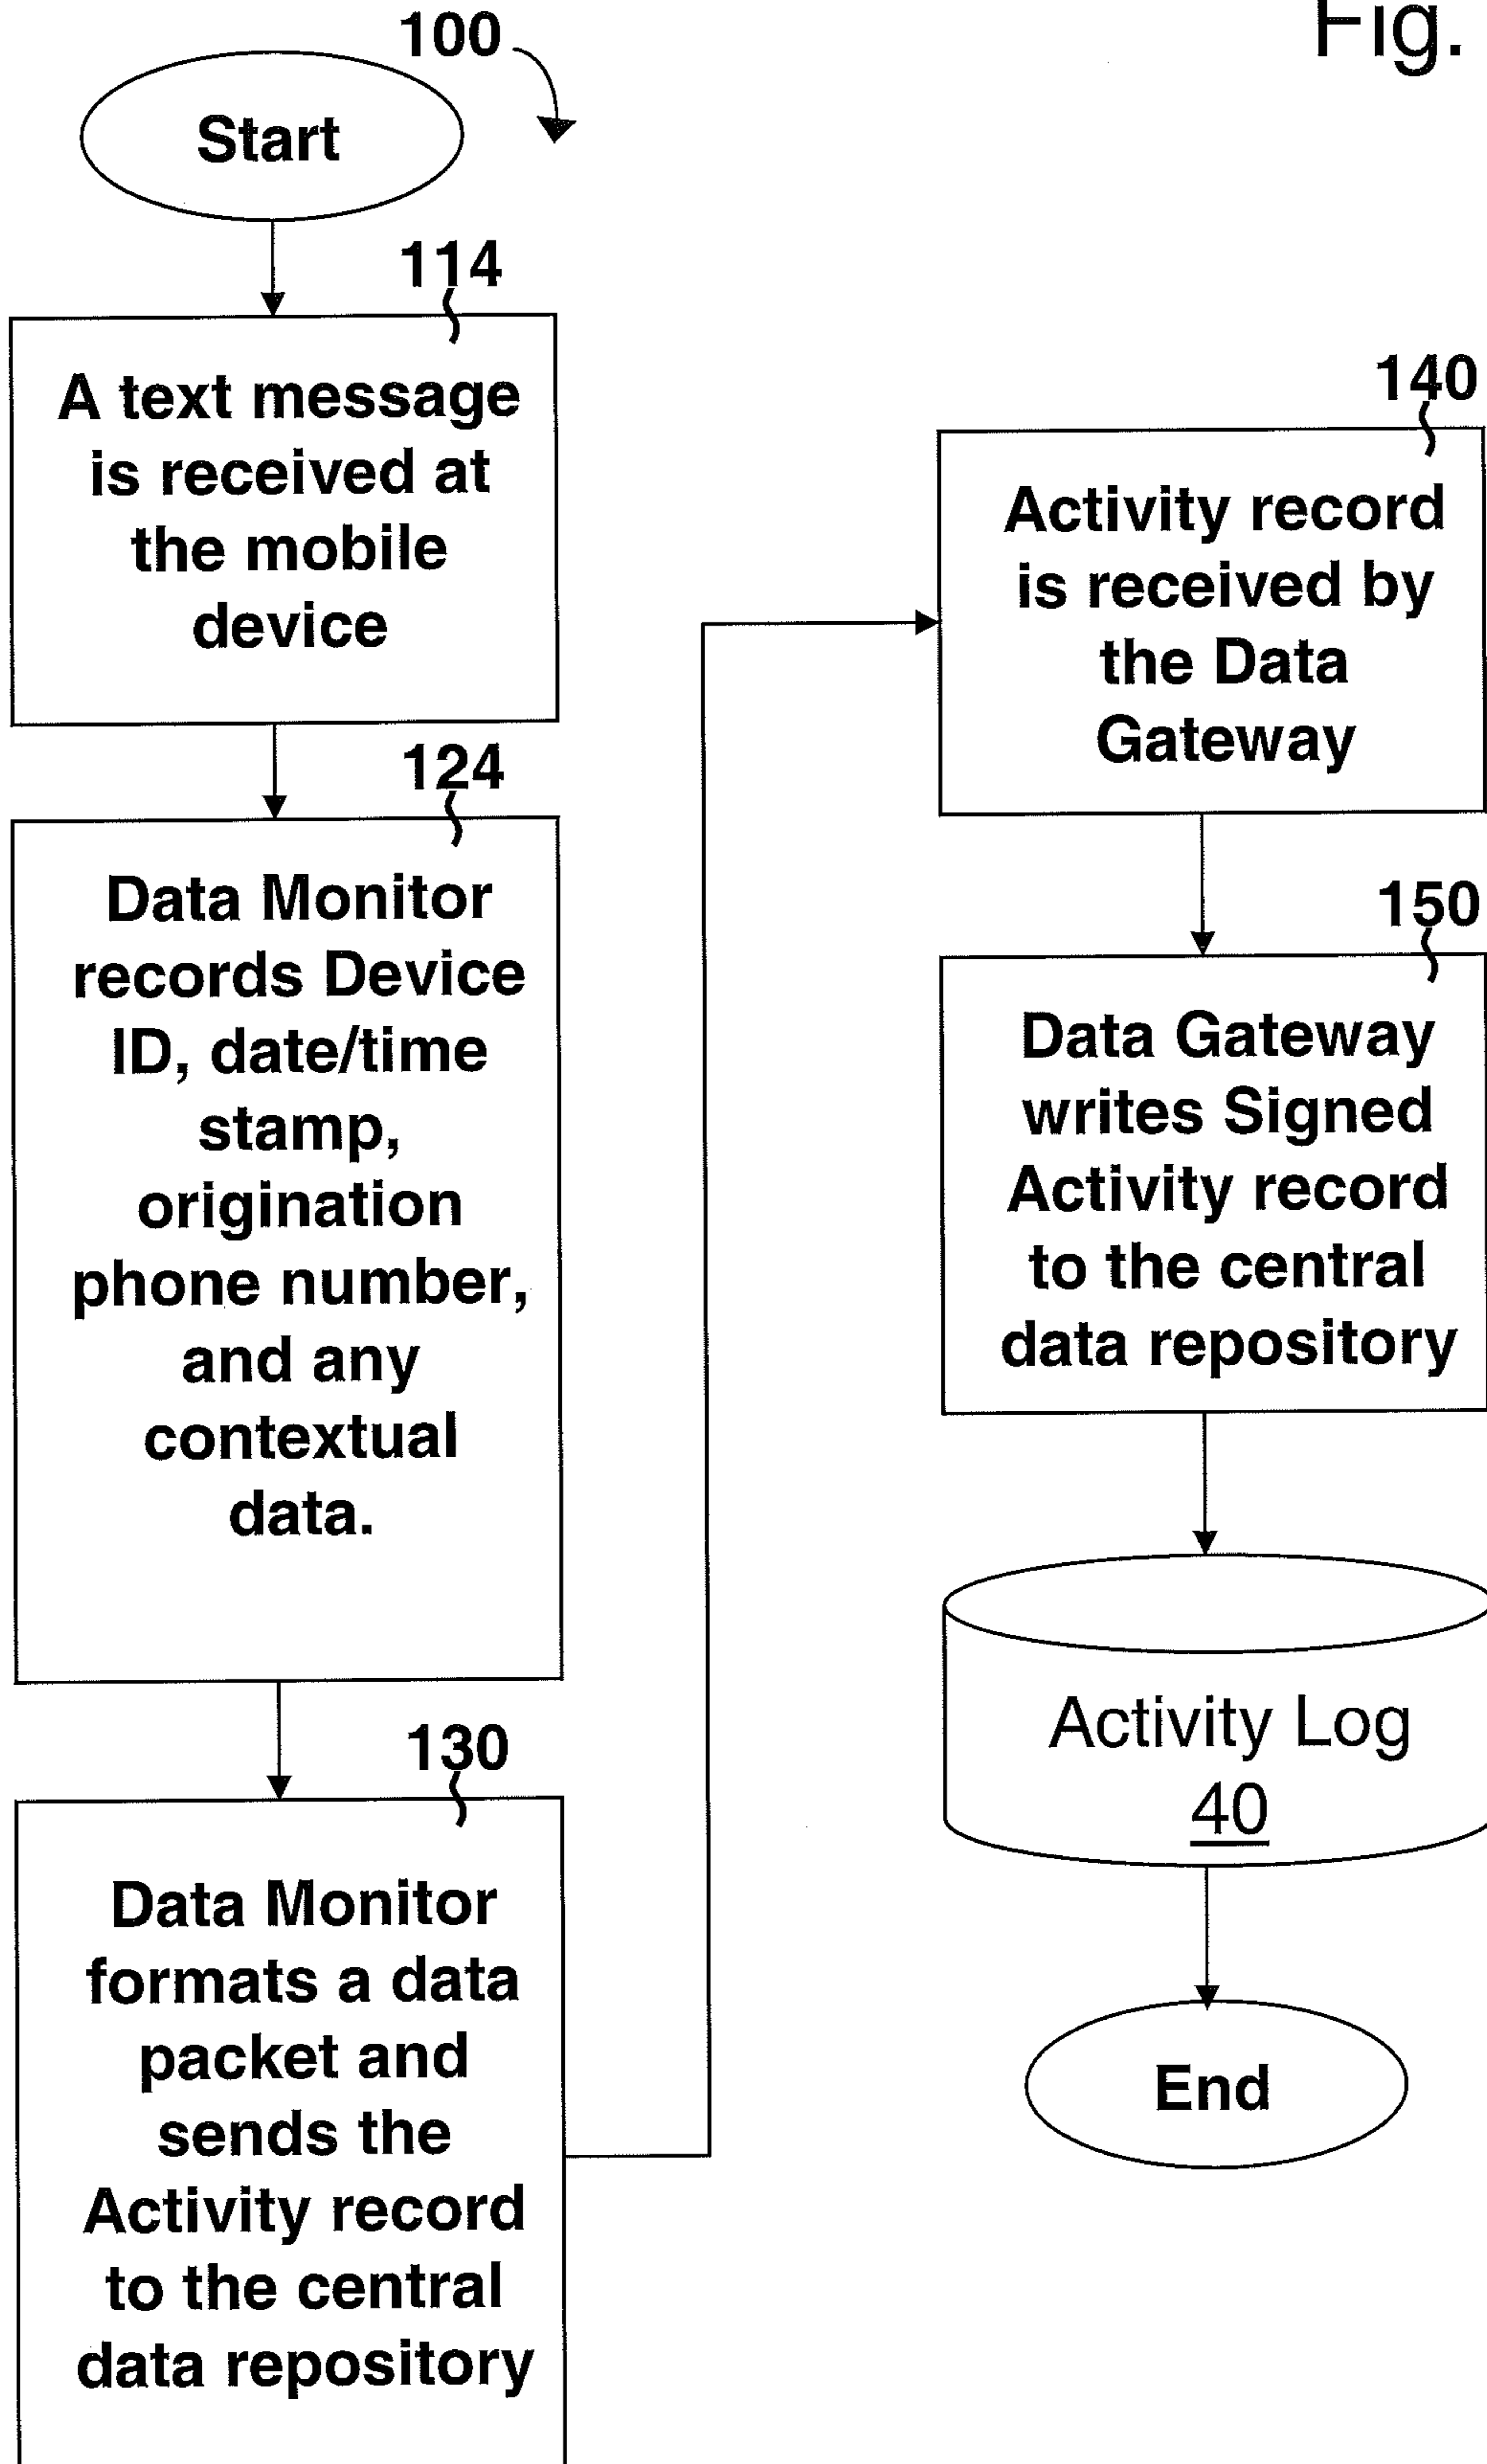 Fig.
100
Start
114
A text message
is received at
the mobile
device
124
Data Monitor
records Device
ID, date/time
stamp,
origination
phone number,
and any
contextual
data.
130
Data Monitor
formats a data
packet and
sends the
Activity record
to the central
data repository
140
Activity record
is received by
the Data
Gateway
150
Data Gateway
writes Signed
Activity record
to the central
data repository
Activity Log
40
End